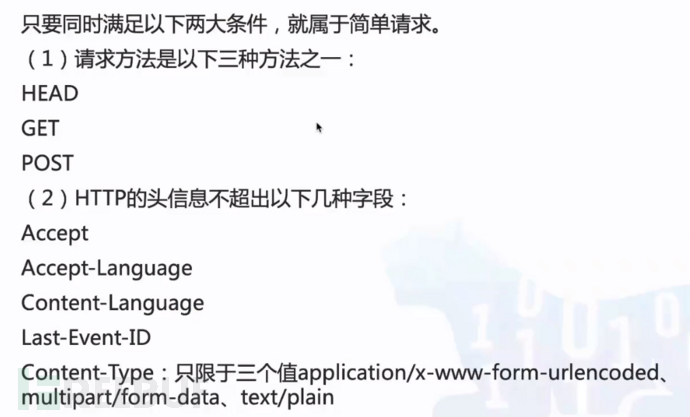 只要同时满足以下两大条件，就属于简单请求。
（1）请求方法是以下三种方法之一：
HEAD
GET
POST
（2）HTTP的头信息不超出以下几种字段：
Accept
Accept-Language
Content-Language
Last-Event-ID
Content-Type：只限于三个值application/x-www-form-urlencoded、
multipart/form-data、text/plain